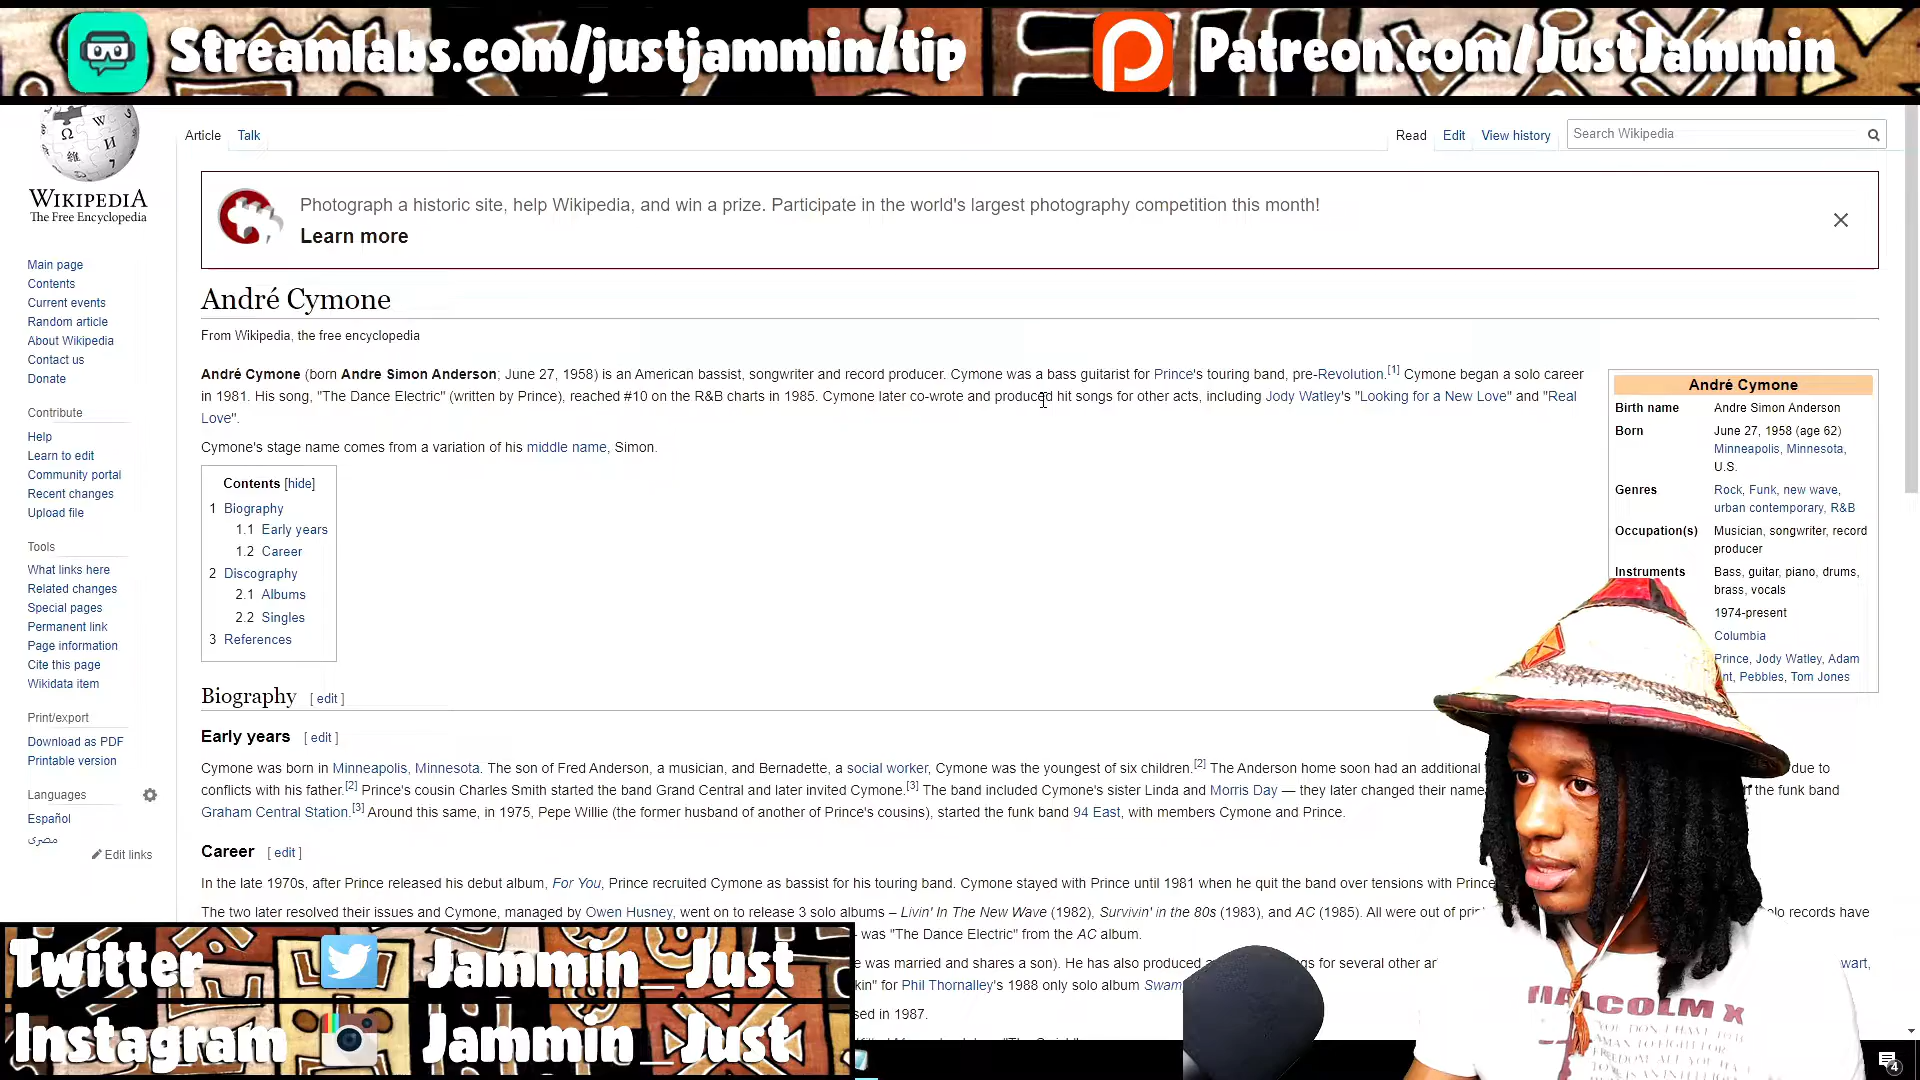 Streamlabs.com/justjammin/tip
Patreon.com/JustJammin
WIKIPEDIA
The Free Encyclopedia
Article Talk
Read Edit View history
Search Wikipedia
Photograph a historic site, help Wikipedia, and win a prize. Participate in the world's largest photography competition this month!
Learn more
Main page
Contents
Current events
Random article
About Wikipedia
Contact us
Donate
Contribute
Help
Learn to edit
Community portal
Recent changes
Upload file
Tools
What links here
Related changes
Special pages
Permanent link
Page information
Cite this page
Wikidata item
Print/export
Download as PDF
Printable version
Languages
Español
مصرى
Edit links
André Cymone
From Wikipedia, the free encyclopedia
André Cymone (born Andre Simon Anderson; June 27, 1958) is an American bassist, songwriter and record producer. Cymone was a bass guitarist for Prince's touring band, pre-Revolution.[1] Cymone began a solo career
in 1981. His song, "The Dance Electric" (written by Prince), reached #10 on the R&B charts in 1985. Cymone later co-wrote and produced hit songs for other acts, including Jody Watley's "Looking for a New Love" and "Real
Love".
Cymone's stage name comes from a variation of his middle name, Simon.
Contents [hide]
1 Biography
1.1 Early years
1.2 Career
2 Discography
2.1 Albums
2.2 Singles
3 References
André Cymone
Birth name Andre Simon Anderson
Born June 27, 1958 (age 62)
Minneapolis, Minnesota,
U.S.
Genres Rock, Funk, new wave,
urban contemporary, R&B
Occupation(s) Musician, songwriter, record
producer
Instruments Bass, guitar, piano, drums,
brass, vocals
1974-present
Columbia
Prince, Jody Watley, Adam
nt, Pebbles, Tom Jones
Biography [ edit ]
Early years [ edit ]
Cymone was born in Minneapolis, Minnesota. The son of Fred Anderson, a musician, and Bernadette, a social worker, Cymone was the youngest of six children.[2] The Anderson home soon had an additional due to
conflicts with his father.[2] Prince's cousin Charles Smith started the band Grand Central and later invited Cymone.[3] The band included Cymone's sister Linda and Morris Day — they later changed their name the funk band
Graham Central Station.[3] Around this same, in 1975, Pepe Willie (the former husband of another of Prince's cousins), started the funk band 94 East, with members Cymone and Prince.
Career [ edit ]
In the late 1970s, after Prince released his debut album, For You, Prince recruited Cymone as bassist for his touring band. Cymone stayed with Prince until 1981 when he quit the band over tensions with Prince
The two later resolved their issues and Cymone, managed by Owen Husney, went on to release 3 solo albums – Livin' In The New Wave (1982), Survivin' in the 80s (1983), and AC (1985). All were out of prin olo records have
was "The Dance Electric" from the AC album.
e was married and shares a son). He has also produced gs for several other ar wart,
kin" for Phil Thornalley's 1988 only solo album Swamp
sed in 1987.
Twitter Jammin_Just
Instagram Jammin_Just
MALCOLM X
4